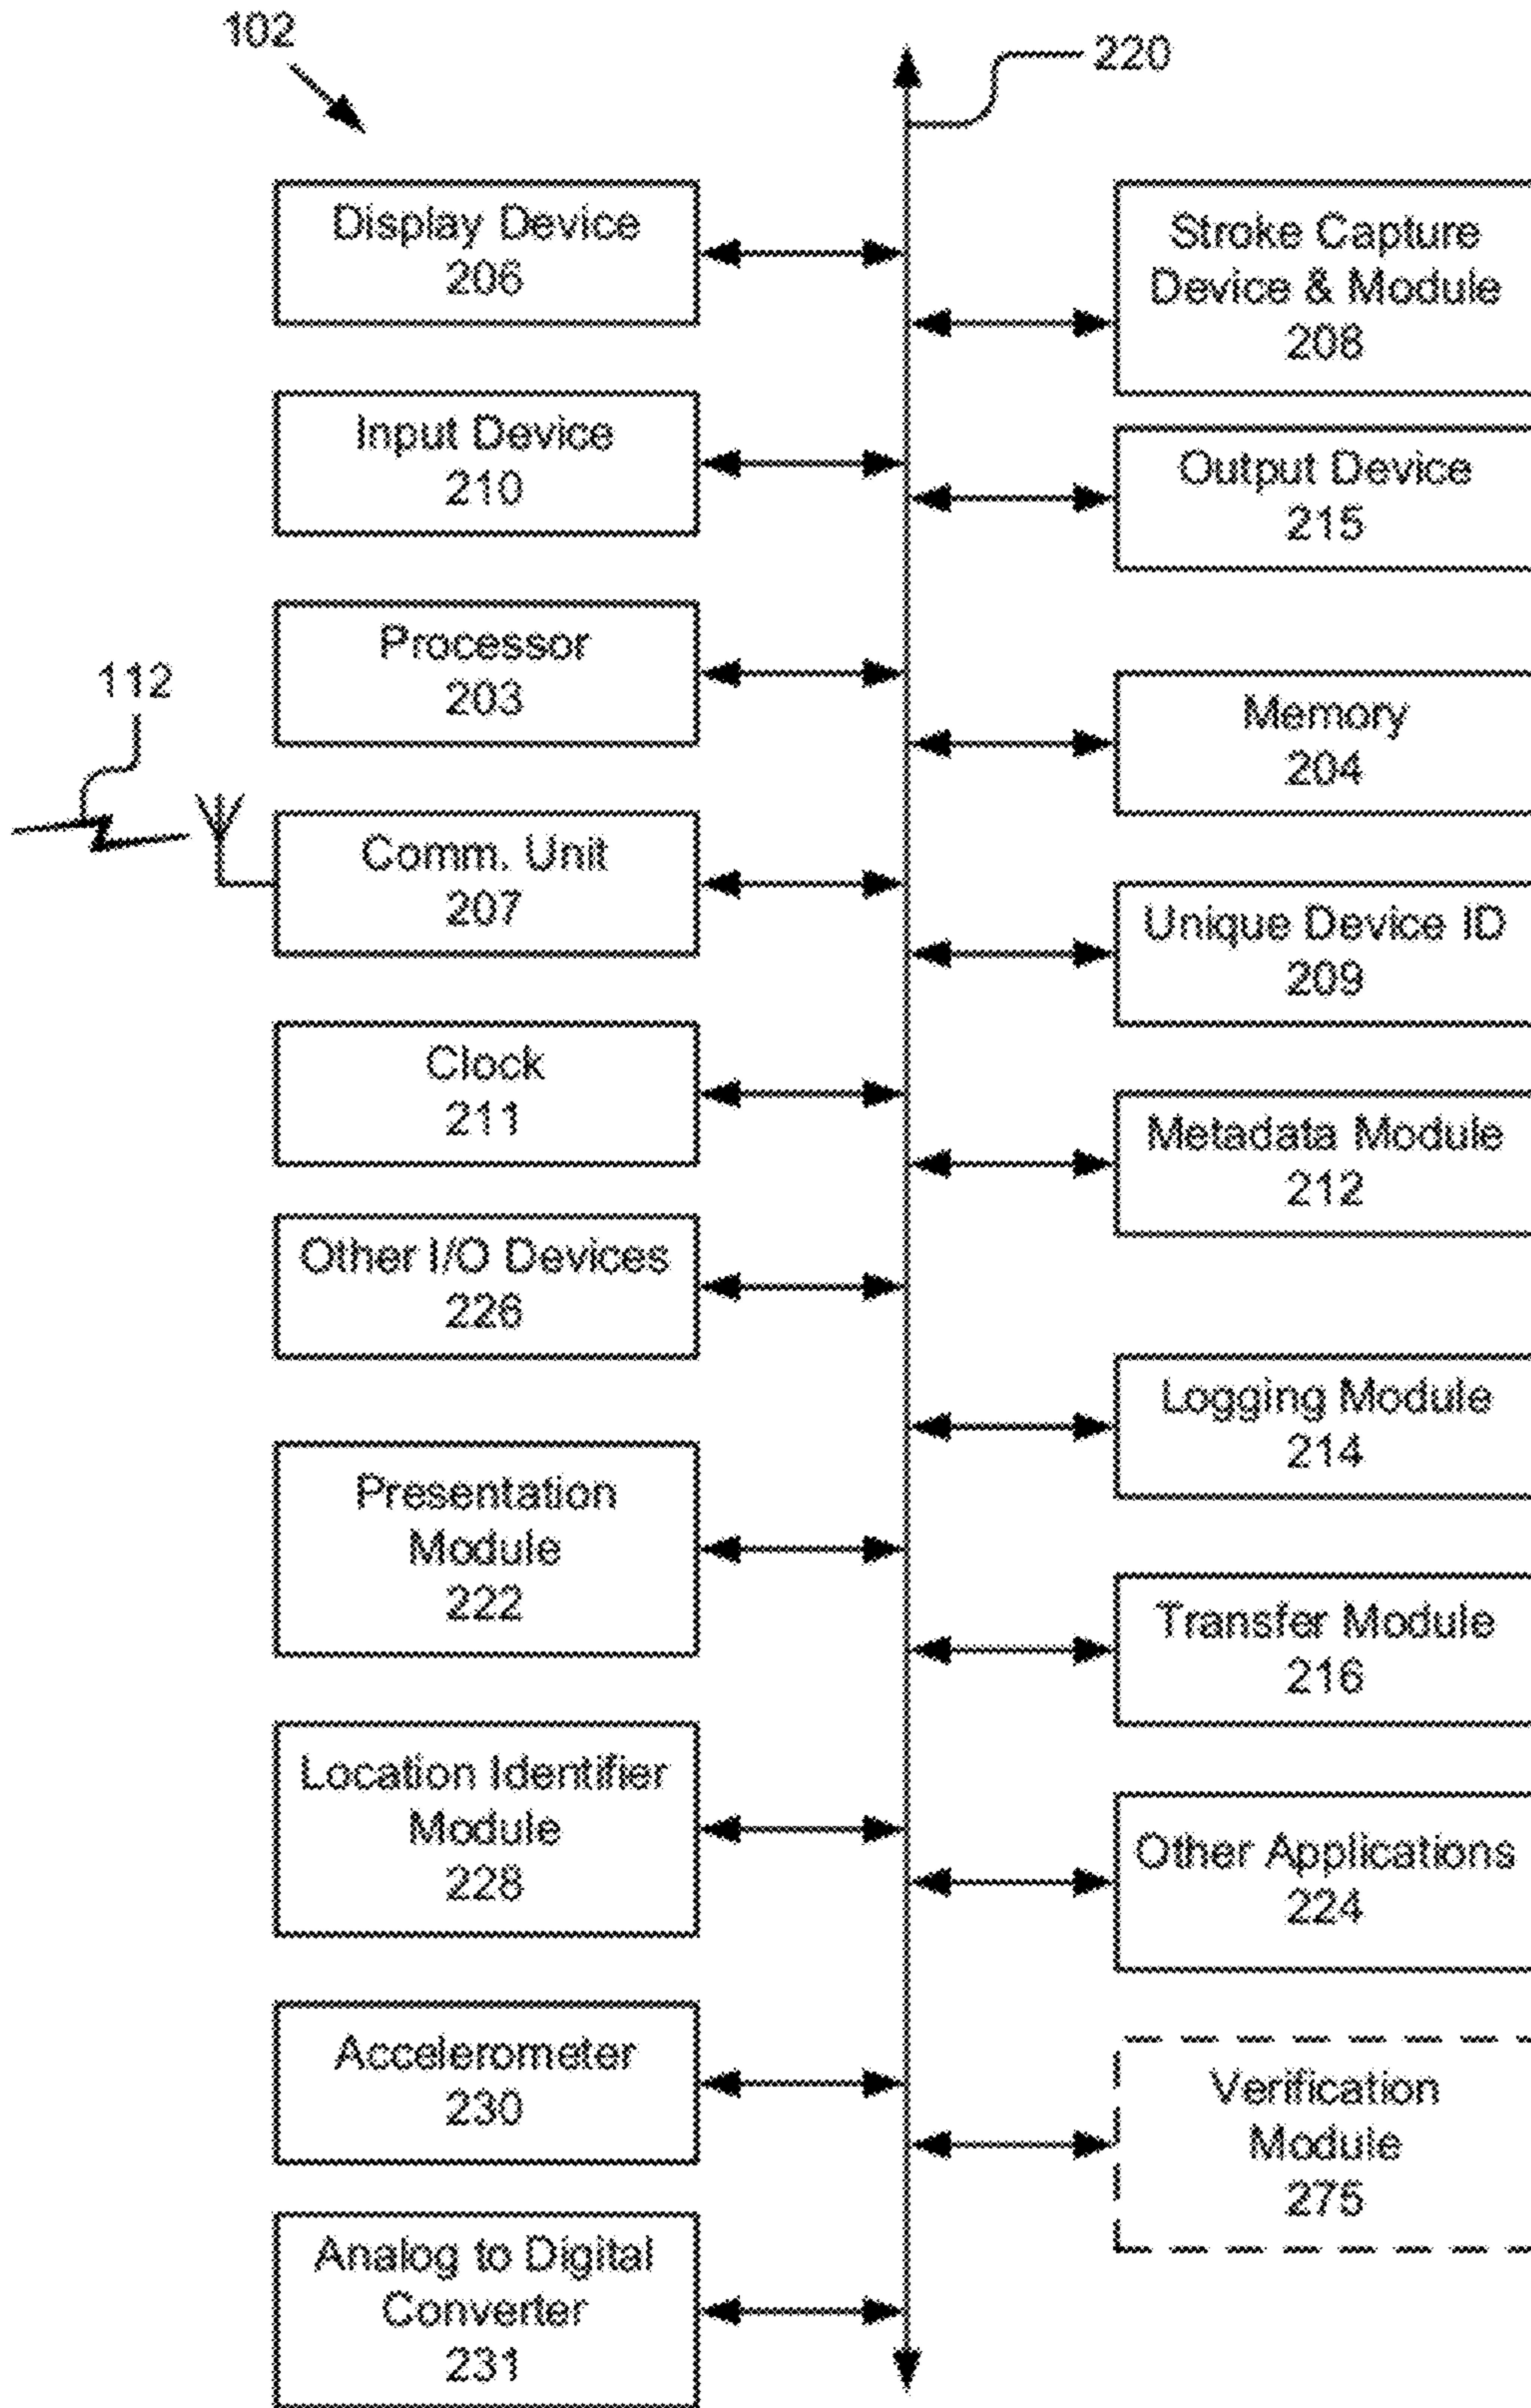 102
220
Display Device
206
Stroke Capture
Device & Module
208
Input Device
210
Output Device
215
Processor
203
112
Memory
204
Comm. Unit
207
Unique Device ID
209
Clock
211
Metadata Module
212
Other I/O Devices
226
Logging Module
214
Presentation
Module
222
Transfer Module
216
Location Identifier
Module
228
Other Applications
224
Accelerometer
230
Verification
Module
275
Analog to Digital
Converter
231